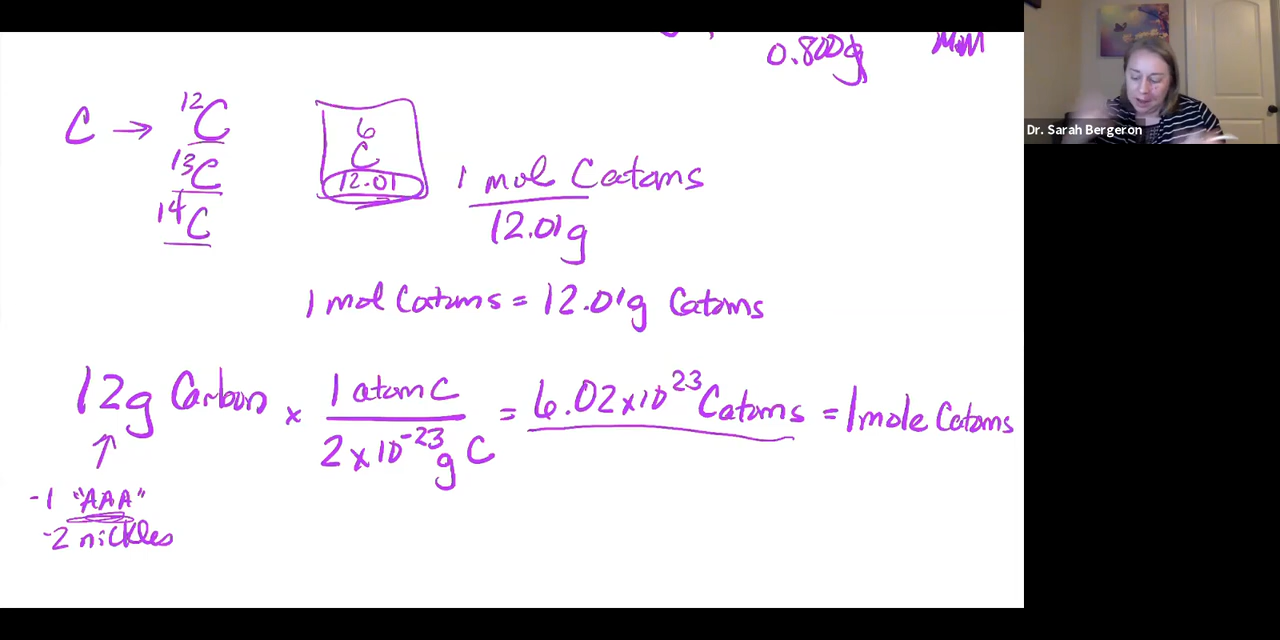 0.800g MM
Dr. Sarah Bergeron
C → ¹²C
¹³C
¹⁴C
6
C
12.01
1 mol C atoms
12.01g
1 mol C atoms = 12.01g C atoms
12g Carbon × 1 atom C / 2 × 10⁻²³ g C = 6.02 × 10²³ C atoms = 1 mole C atoms
↑
-1 "AAA"
-2 nickles